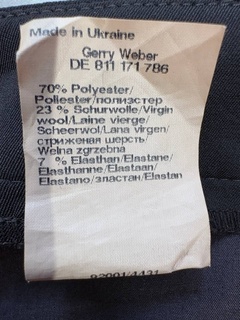 Made in Ukraine
Gerry Weber
DE 811 171 786
70% Polyester/
Poliester/полиэстер
23 % Schurwolle/Virgin
wool/Laine vierge/
Scheerwol/Lana virgen/
стриженая шерсть/
Wełna zgrzebna
7 % Elasthan/Elastane/
Elasthanne/Elastaan/
Elastano/эластан/Elastan